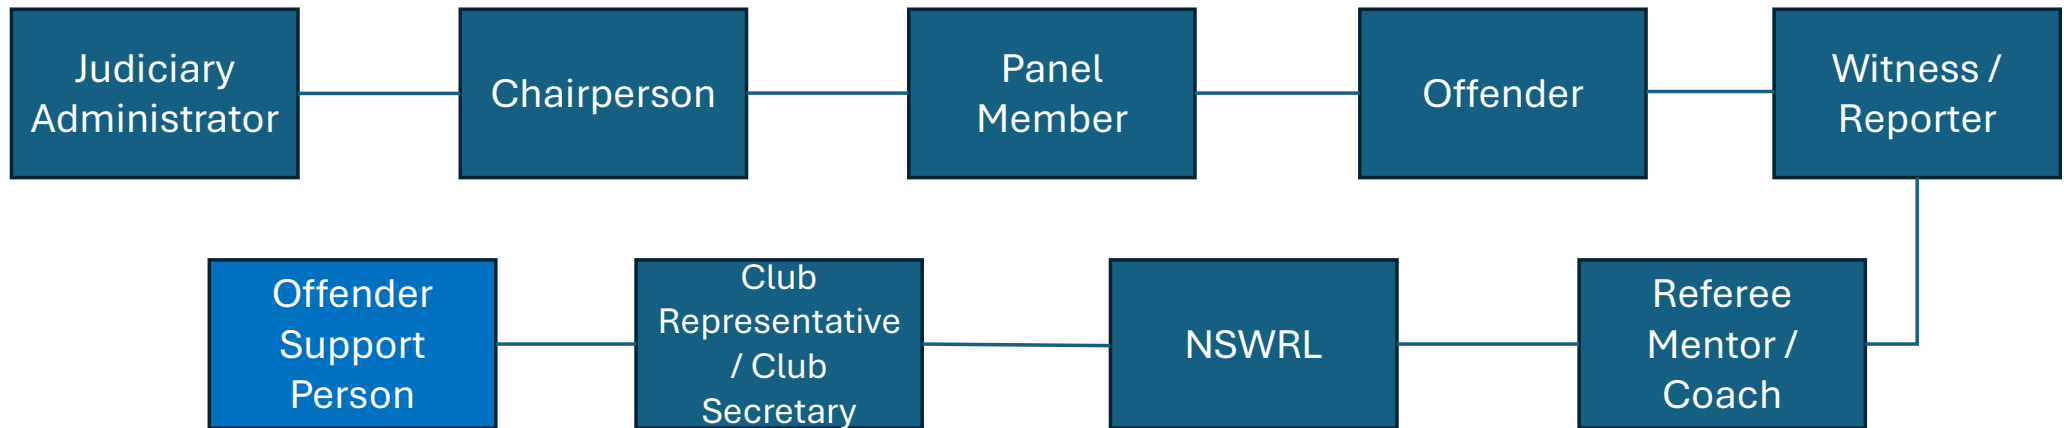 Judiciary
Administrator
Chairperson
Panel
Member
Offender
Witness /
Reporter
Offender
Support
Person
Club
Representative
/ Club
Secretary
NSWRL
Referee
Mentor /
Coach